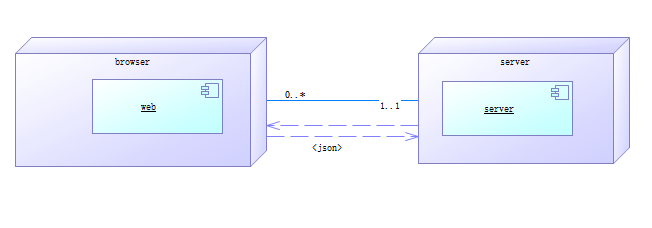 browser
server
web
server
0..*
1..1
<json>